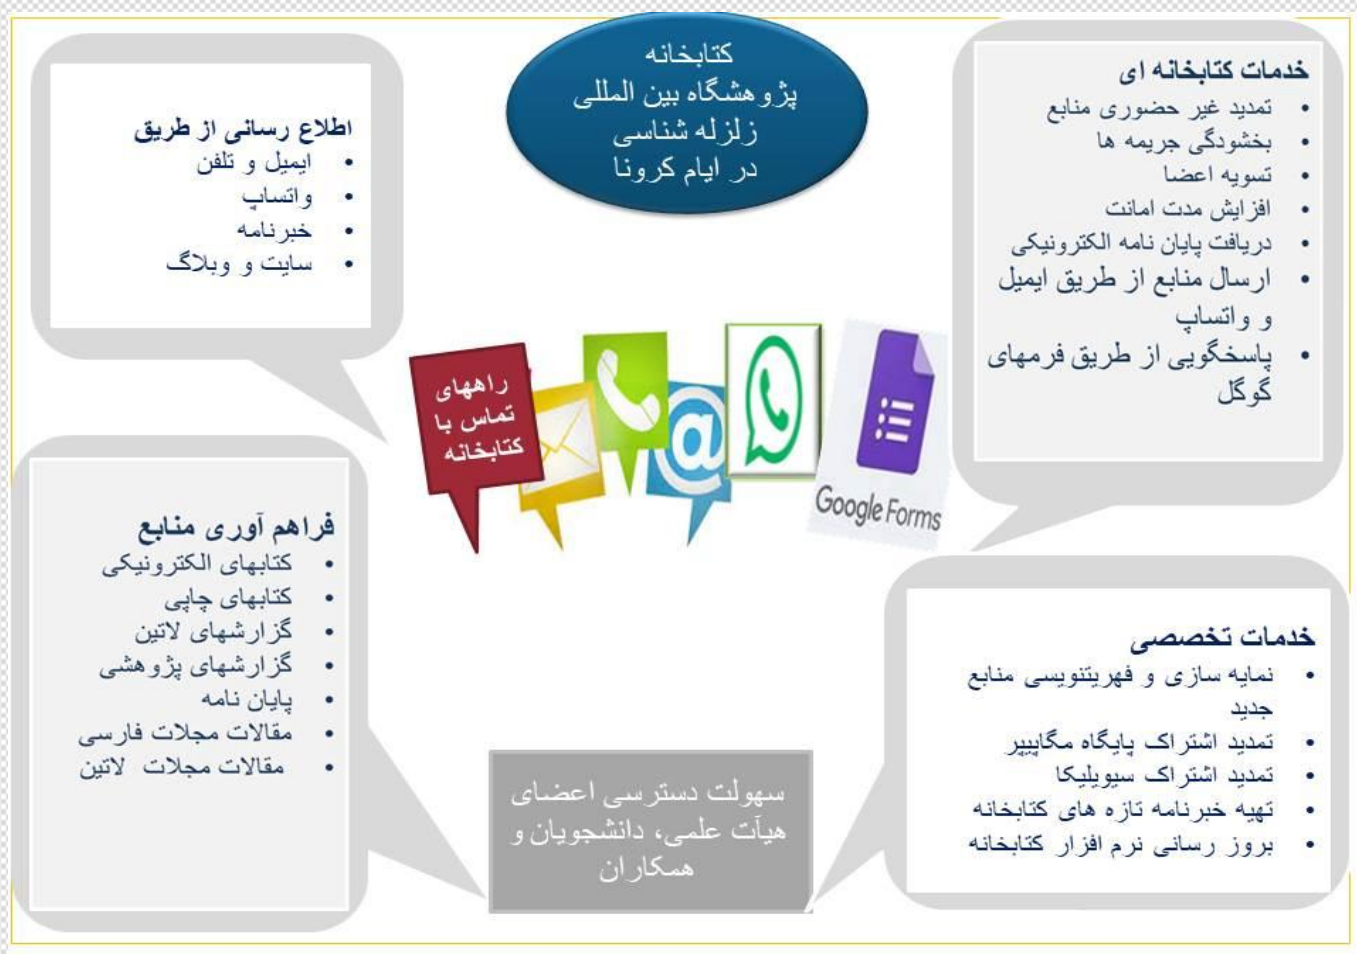 کتابخانه
پژوهشگاه بین المللی
زلزله شناسی
در ایام کرونا
خدمات کتابخانه ای
• تمدید غیر حضوری منابع
• بخشودگی جریمه ها
• تسویه اعضا
• افزایش مدت امانت
• دریافت پایان نامه الکترونیکی
• ارسال منابع از طریق ایمیل
و واتساپ
• پاسخگویی از طریق فرمهای
گوگل
اطلاع رسانی از طریق
• ایمیل و تلفن
• واتساپ
• خبرنامه
• سایت و وبلاگ
راههای
تماس با
کتابخانه
@
Google Forms
فراهم آوری منابع
• کتابهای الکترونیکی
• کتابهای چاپی
• گزارشهای لاتین
• گزارشهای پژوهشی
• پایان نامه
• مقالات مجلات فارسی
• مقالات مجلات لاتین
خدمات تخصصی
• نمایه سازی و فهریتنویسی منابع
جدید
• تمدید اشتراک پایگاه مگاپیپر
• تمدید اشتراک سیویلیکا
• تهیه خبرنامه تازه های کتابخانه
• بروز رسانی نرم افزار کتابخانه
سهولت دسترسی اعضای
هیآت علمی، دانشجویان و
همکاران